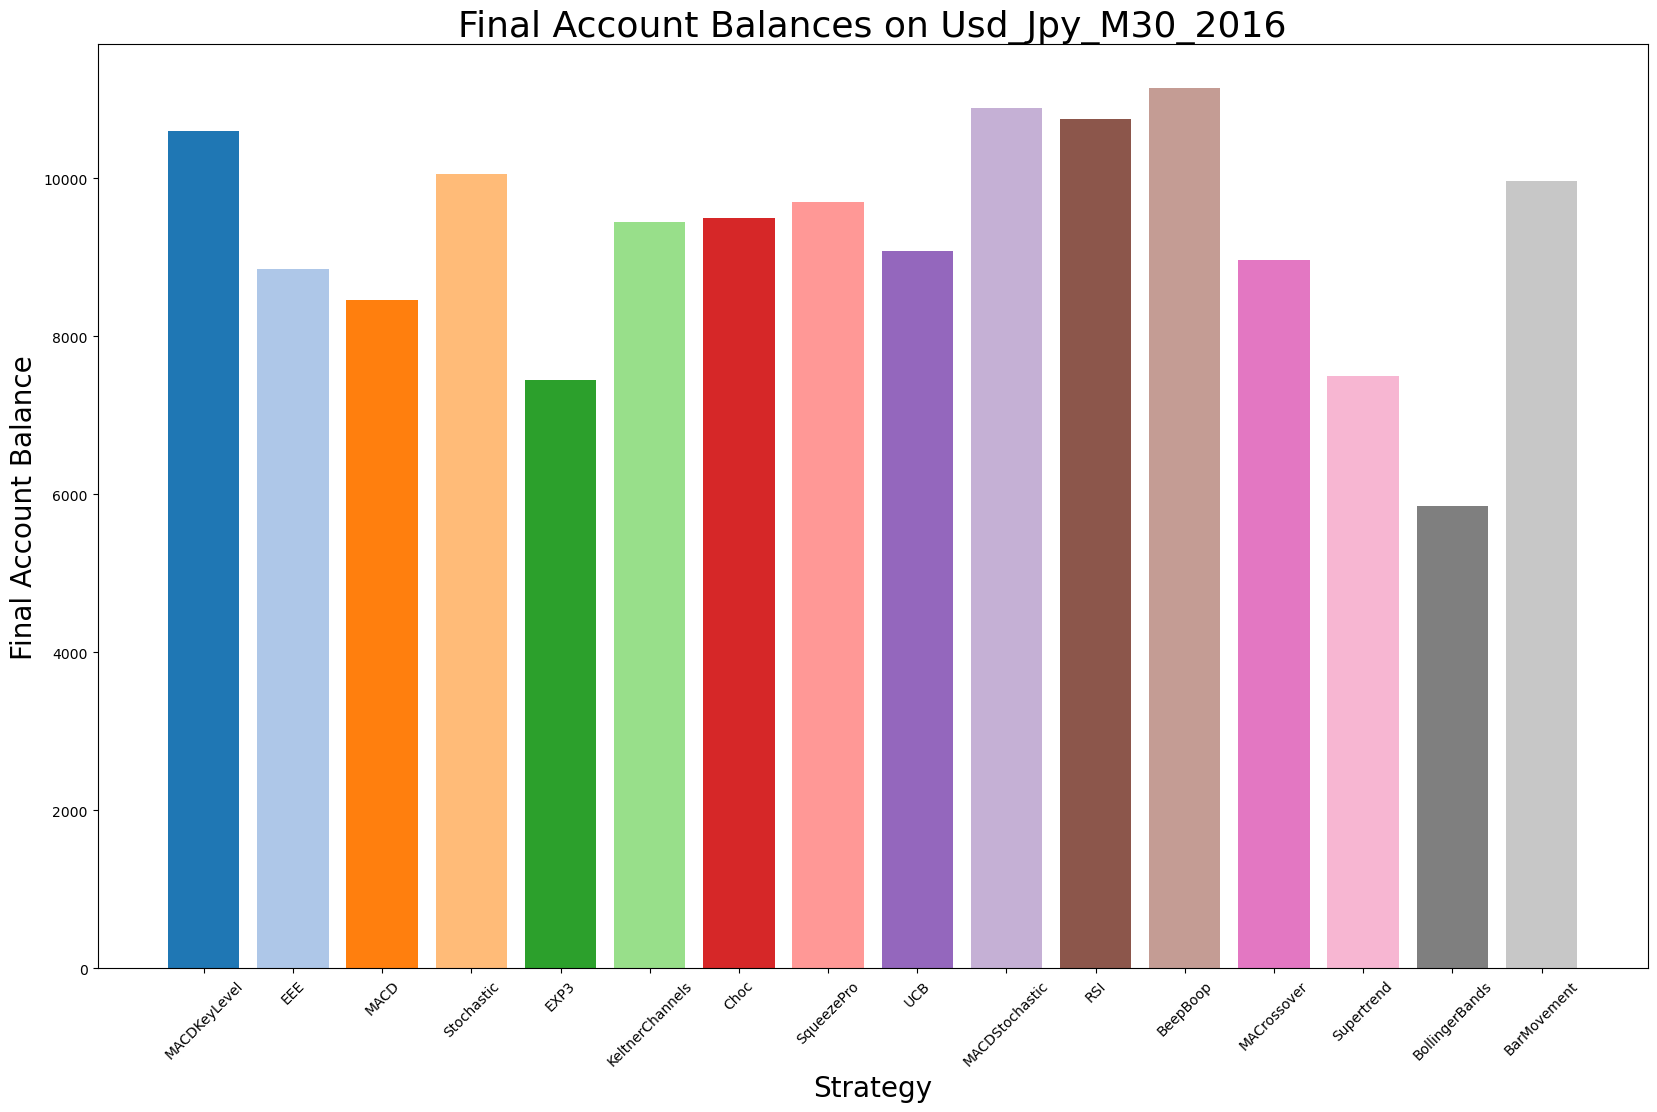 Final Account Balances on Usd_Jpy_M30_2016
Final Account Balance
10000
8000
6000
4000
2000
0
MACDKeyLevel
EEE
MACD
Stochastic
EXP3
KeltnerChannels
Choc
SqueezePro
UCB
MACDStochastic
RSI
BeepBoop
MACrossover
Supertrend
BollingerBands
BarMovement
Strategy